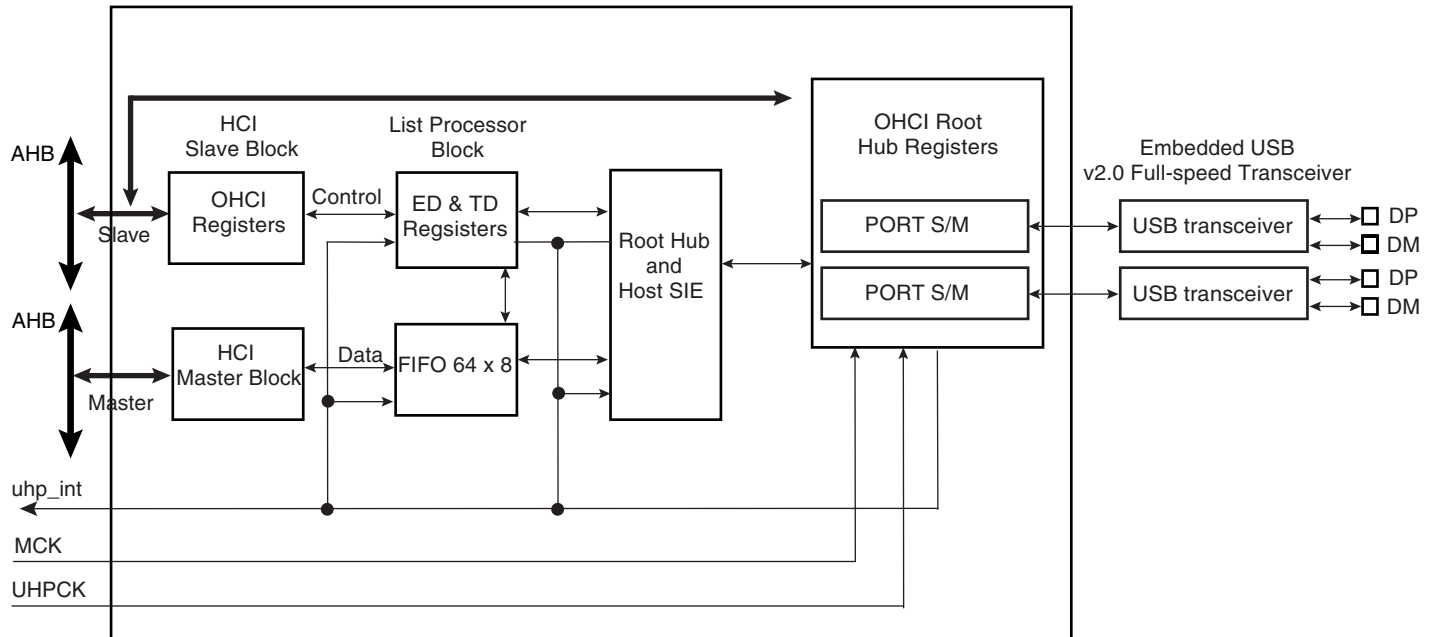 HCI
Slave Block
List Processor
Block
OHCI Root
Hub Registers
Embedded USB
v2.0 Full-speed Transceiver
AHB
Slave
OHCI
Registers
Control
ED & TD
Regsisters
Root Hub
and
Host SIE
PORT S/M
USB transceiver
DP
DM
PORT S/M
USB transceiver
DP
DM
AHB
Master
HCI
Master Block
Data
FIFO 64 x 8
uhp_int
MCK
UHPCK